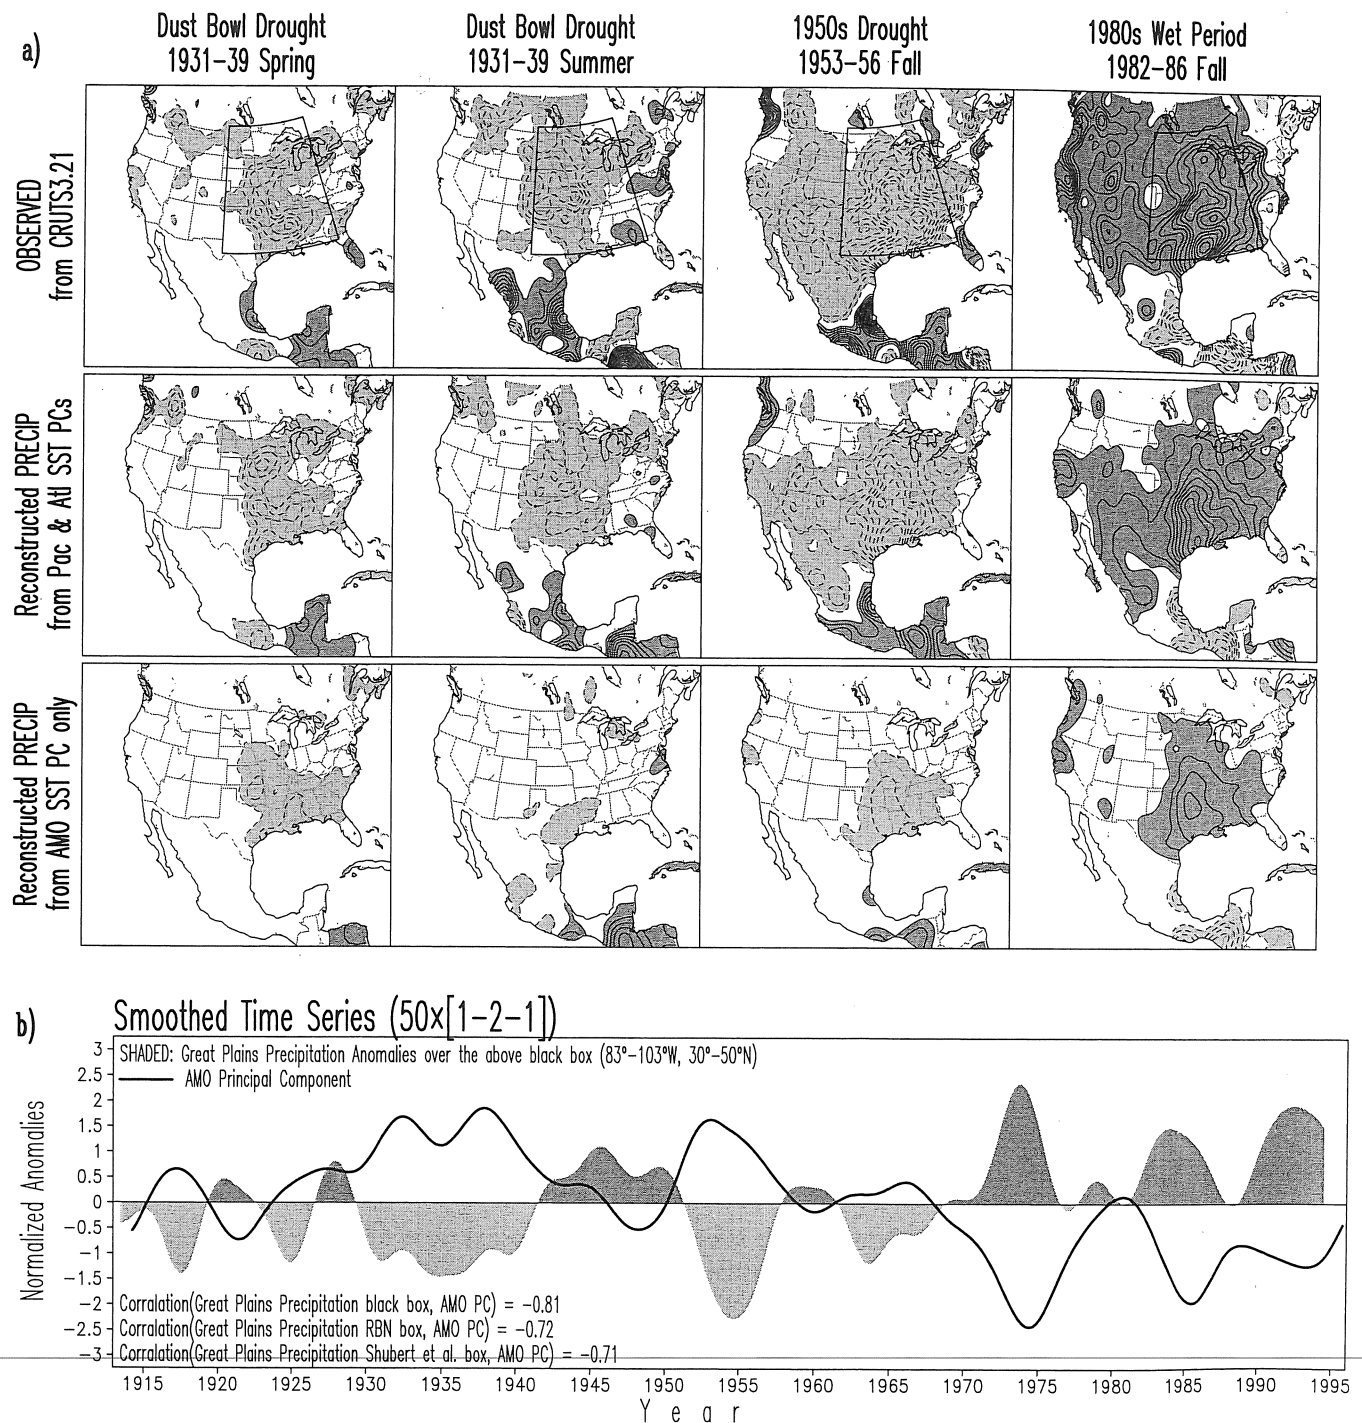 a)
Dust Bowl Drought
1931-39 Spring
Dust Bowl Drought
1931-39 Summer
1950s Drought
1953-56 Fall
1980s Wet Period
1982-86 Fall
OBSERVED
from CRUTS3.21
Reconstructed PRECIP
from Pac & Atl SST PCs
Reconstructed PRECIP
from AMO SST PC only
b)
Smoothed Time Series (50x[1-2-1])
SHADED: Great Plains Precipitation Anomalies over the above black box (83°-103°W, 30°-50°N)
AMO Principal Component
Normalized Anomalies
3
2.5
2
1.5
1
0.5
0
-0.5
-1
-1.5
-2
-2.5
-3
Corralation(Great Plains Precipitation black box, AMO PC) = -0.81
Corralation(Great Plains Precipitation RBN box, AMO PC) = -0.72
Corralation(Great Plains Precipitation Shubert et al. box, AMO PC) = -0.71
1915 1920 1925 1930 1935 1940 1945 1950 1955 1960 1965 1970 1975 1980 1985 1990 1995
Year